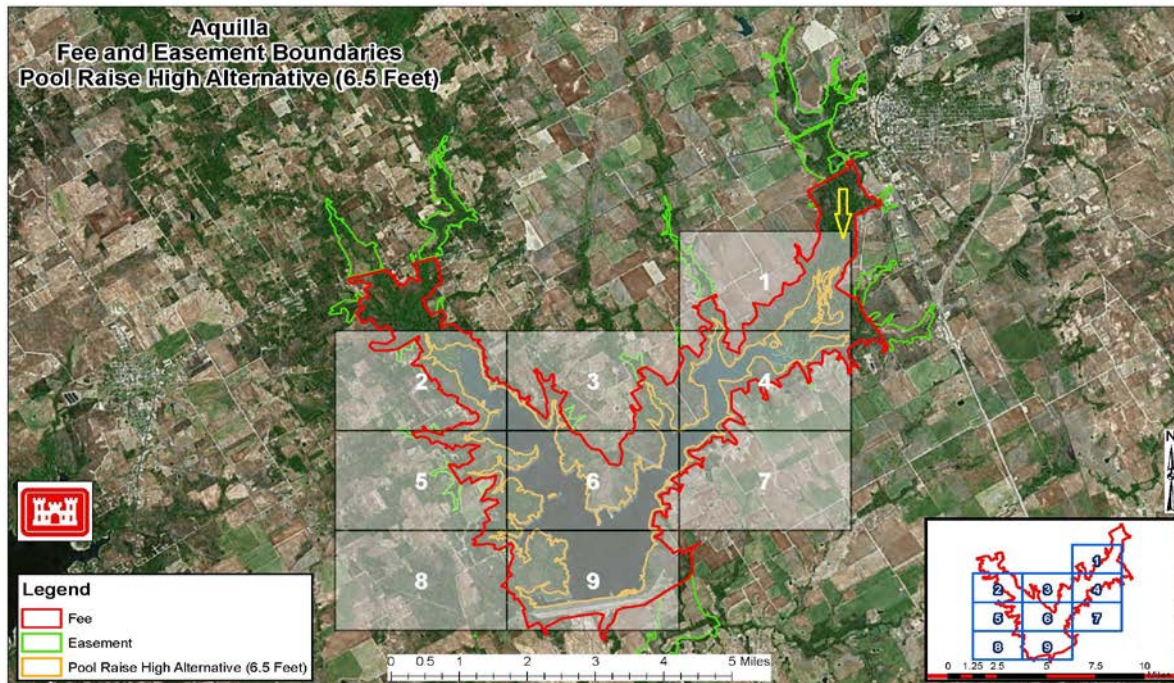 Aquilla
Fee and Easement Boundaries
Pool Raise High Alternative (6.5 Feet)
1
2
3
4
5
6
7
8
9
N
Legend
Fee
Easement
Pool Raise High Alternative (6.5 Feet)
0 0.5 1 2 3 4 5 Miles
1
2
3
4
5
6
7
8
9
0 1.25 2.5 5 7.5 10
Miles